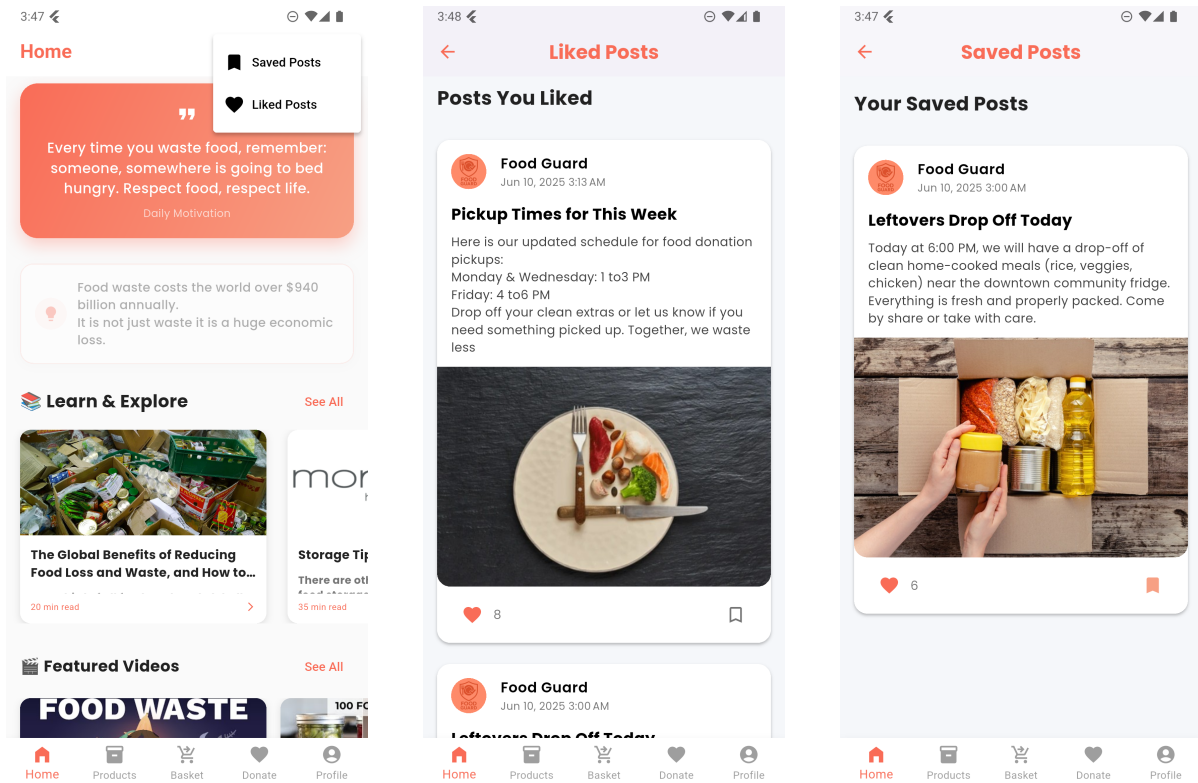 3:47
Home
Saved Posts
Liked Posts
Every time you waste food, remember:
someone, somewhere is going to bed
hungry. Respect food, respect life.
Daily Motivation
Food waste costs the world over $940
billion annually.
It is not just waste it is a huge economic
loss.
📚 Learn & Explore
See All
The Global Benefits of Reducing
Food Loss and Waste, and How to...
20 min read
mor
h
Storage Tip
There are oth
35 min read
🎬 Featured Videos
See All
FOOD WASTE
100 FO
Home
Products
Basket
Donate
Profile
3:48
Liked Posts
Posts You Liked
Food Guard
Jun 10, 2025 3:13 AM
Pickup Times for This Week
Here is our updated schedule for food donation
pickups:
Monday & Wednesday: 1 to3 PM
Friday: 4 to6 PM
Drop off your clean extras or let us know if you
need something picked up. Together, we waste
less
8
Food Guard
Jun 10, 2025 3:00 AM
Leftovers Drop Off Today
Home
Products
Basket
Donate
Profile
3:47
Saved Posts
Your Saved Posts
Food Guard
Jun 10, 2025 3:00 AM
Leftovers Drop Off Today
Today at 6:00 PM, we will have a drop-off of
clean home-cooked meals (rice, veggies,
chicken) near the downtown community fridge.
Everything is fresh and properly packed. Come
by share or take with care.
6
Home
Products
Basket
Donate
Profile